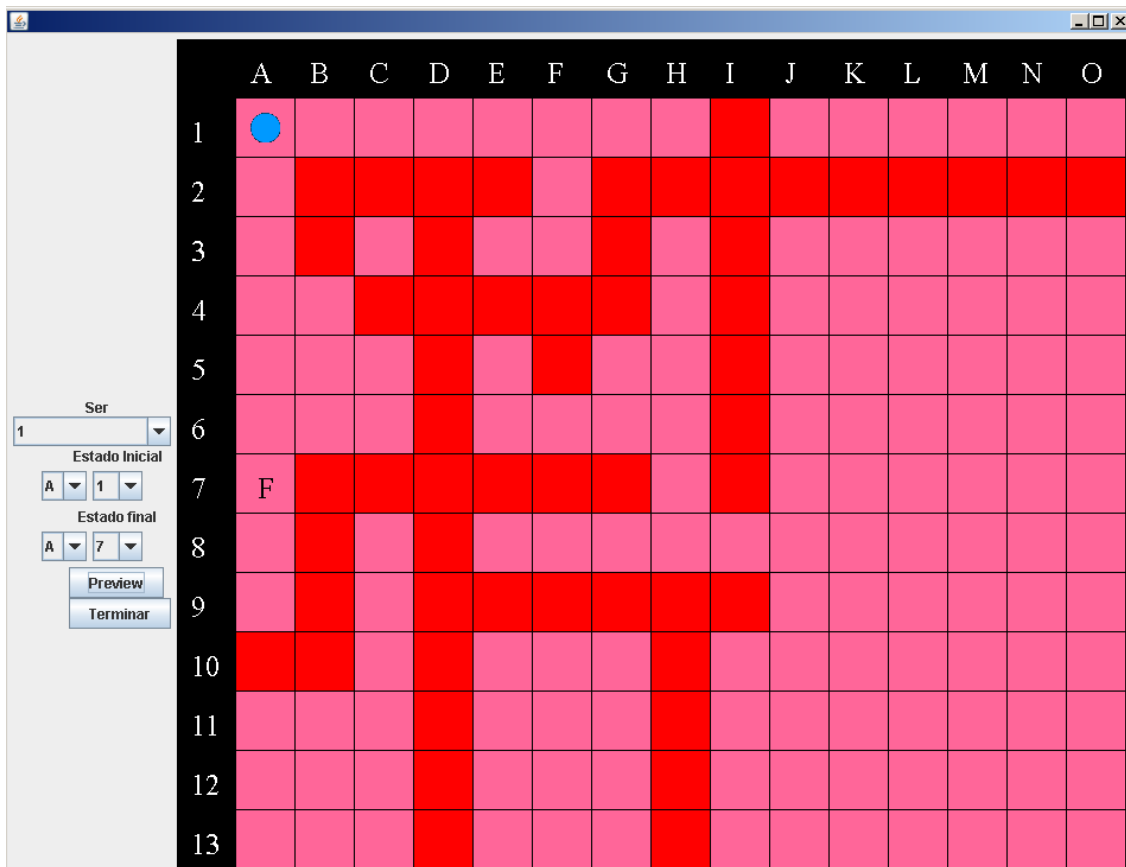 A B C D E F G H I J K L M N O
1
2
3
4
5
Ser
1
6
Estado Inicial
A 1
7 F
Estado final
A 7
8
Preview
9
Terminar
10
11
12
13